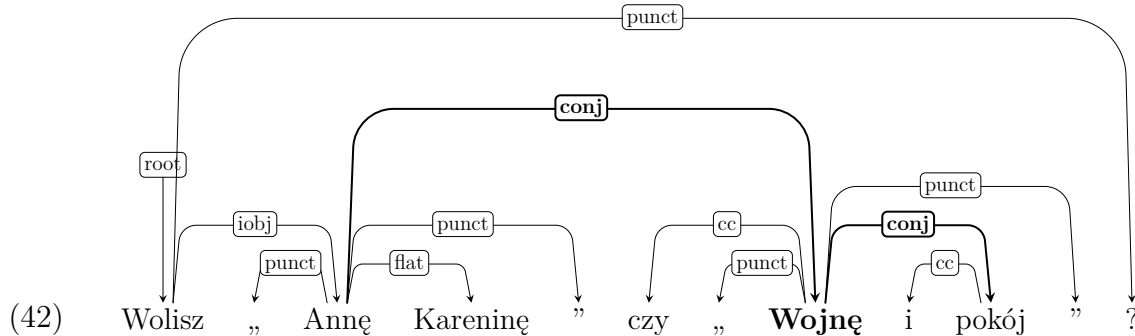 punct
conj
root
punct
iobj
punct
cc
conj
punct
flat
punct
cc
(42) Wolisz „ Annę Kareninę ” czy „ Wojnę i pokój ” ?